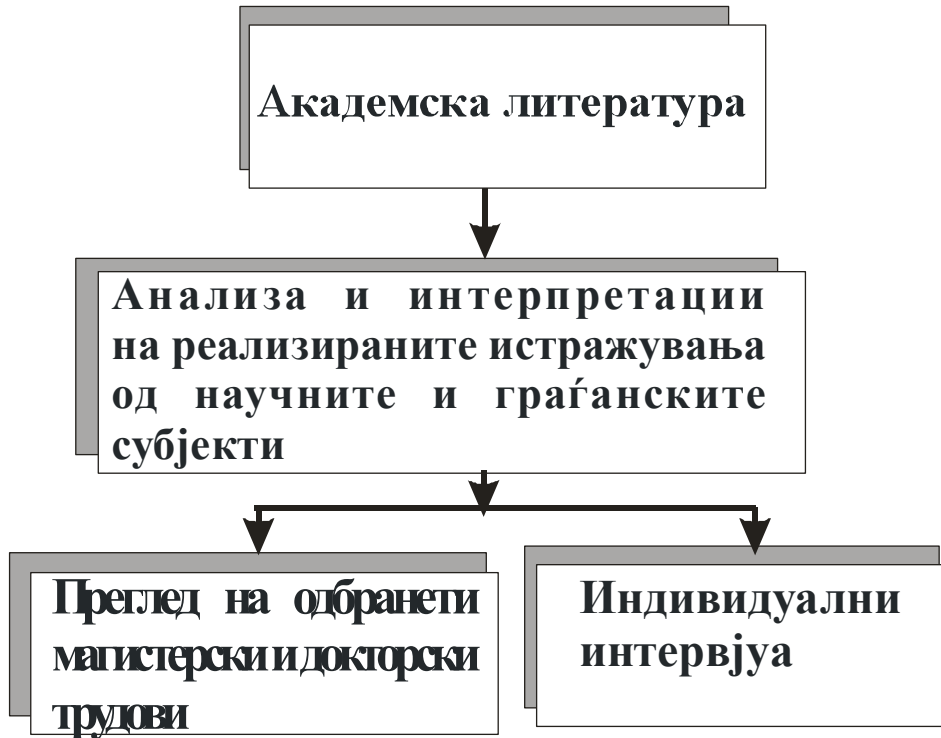 Академска литература
Анализа и интерпретации
на реализираните истражувања
од научните и граѓанските
субјекти
Преглед на одбранети
магистерски и докторски
трудови
Индивидуални
интервјуа